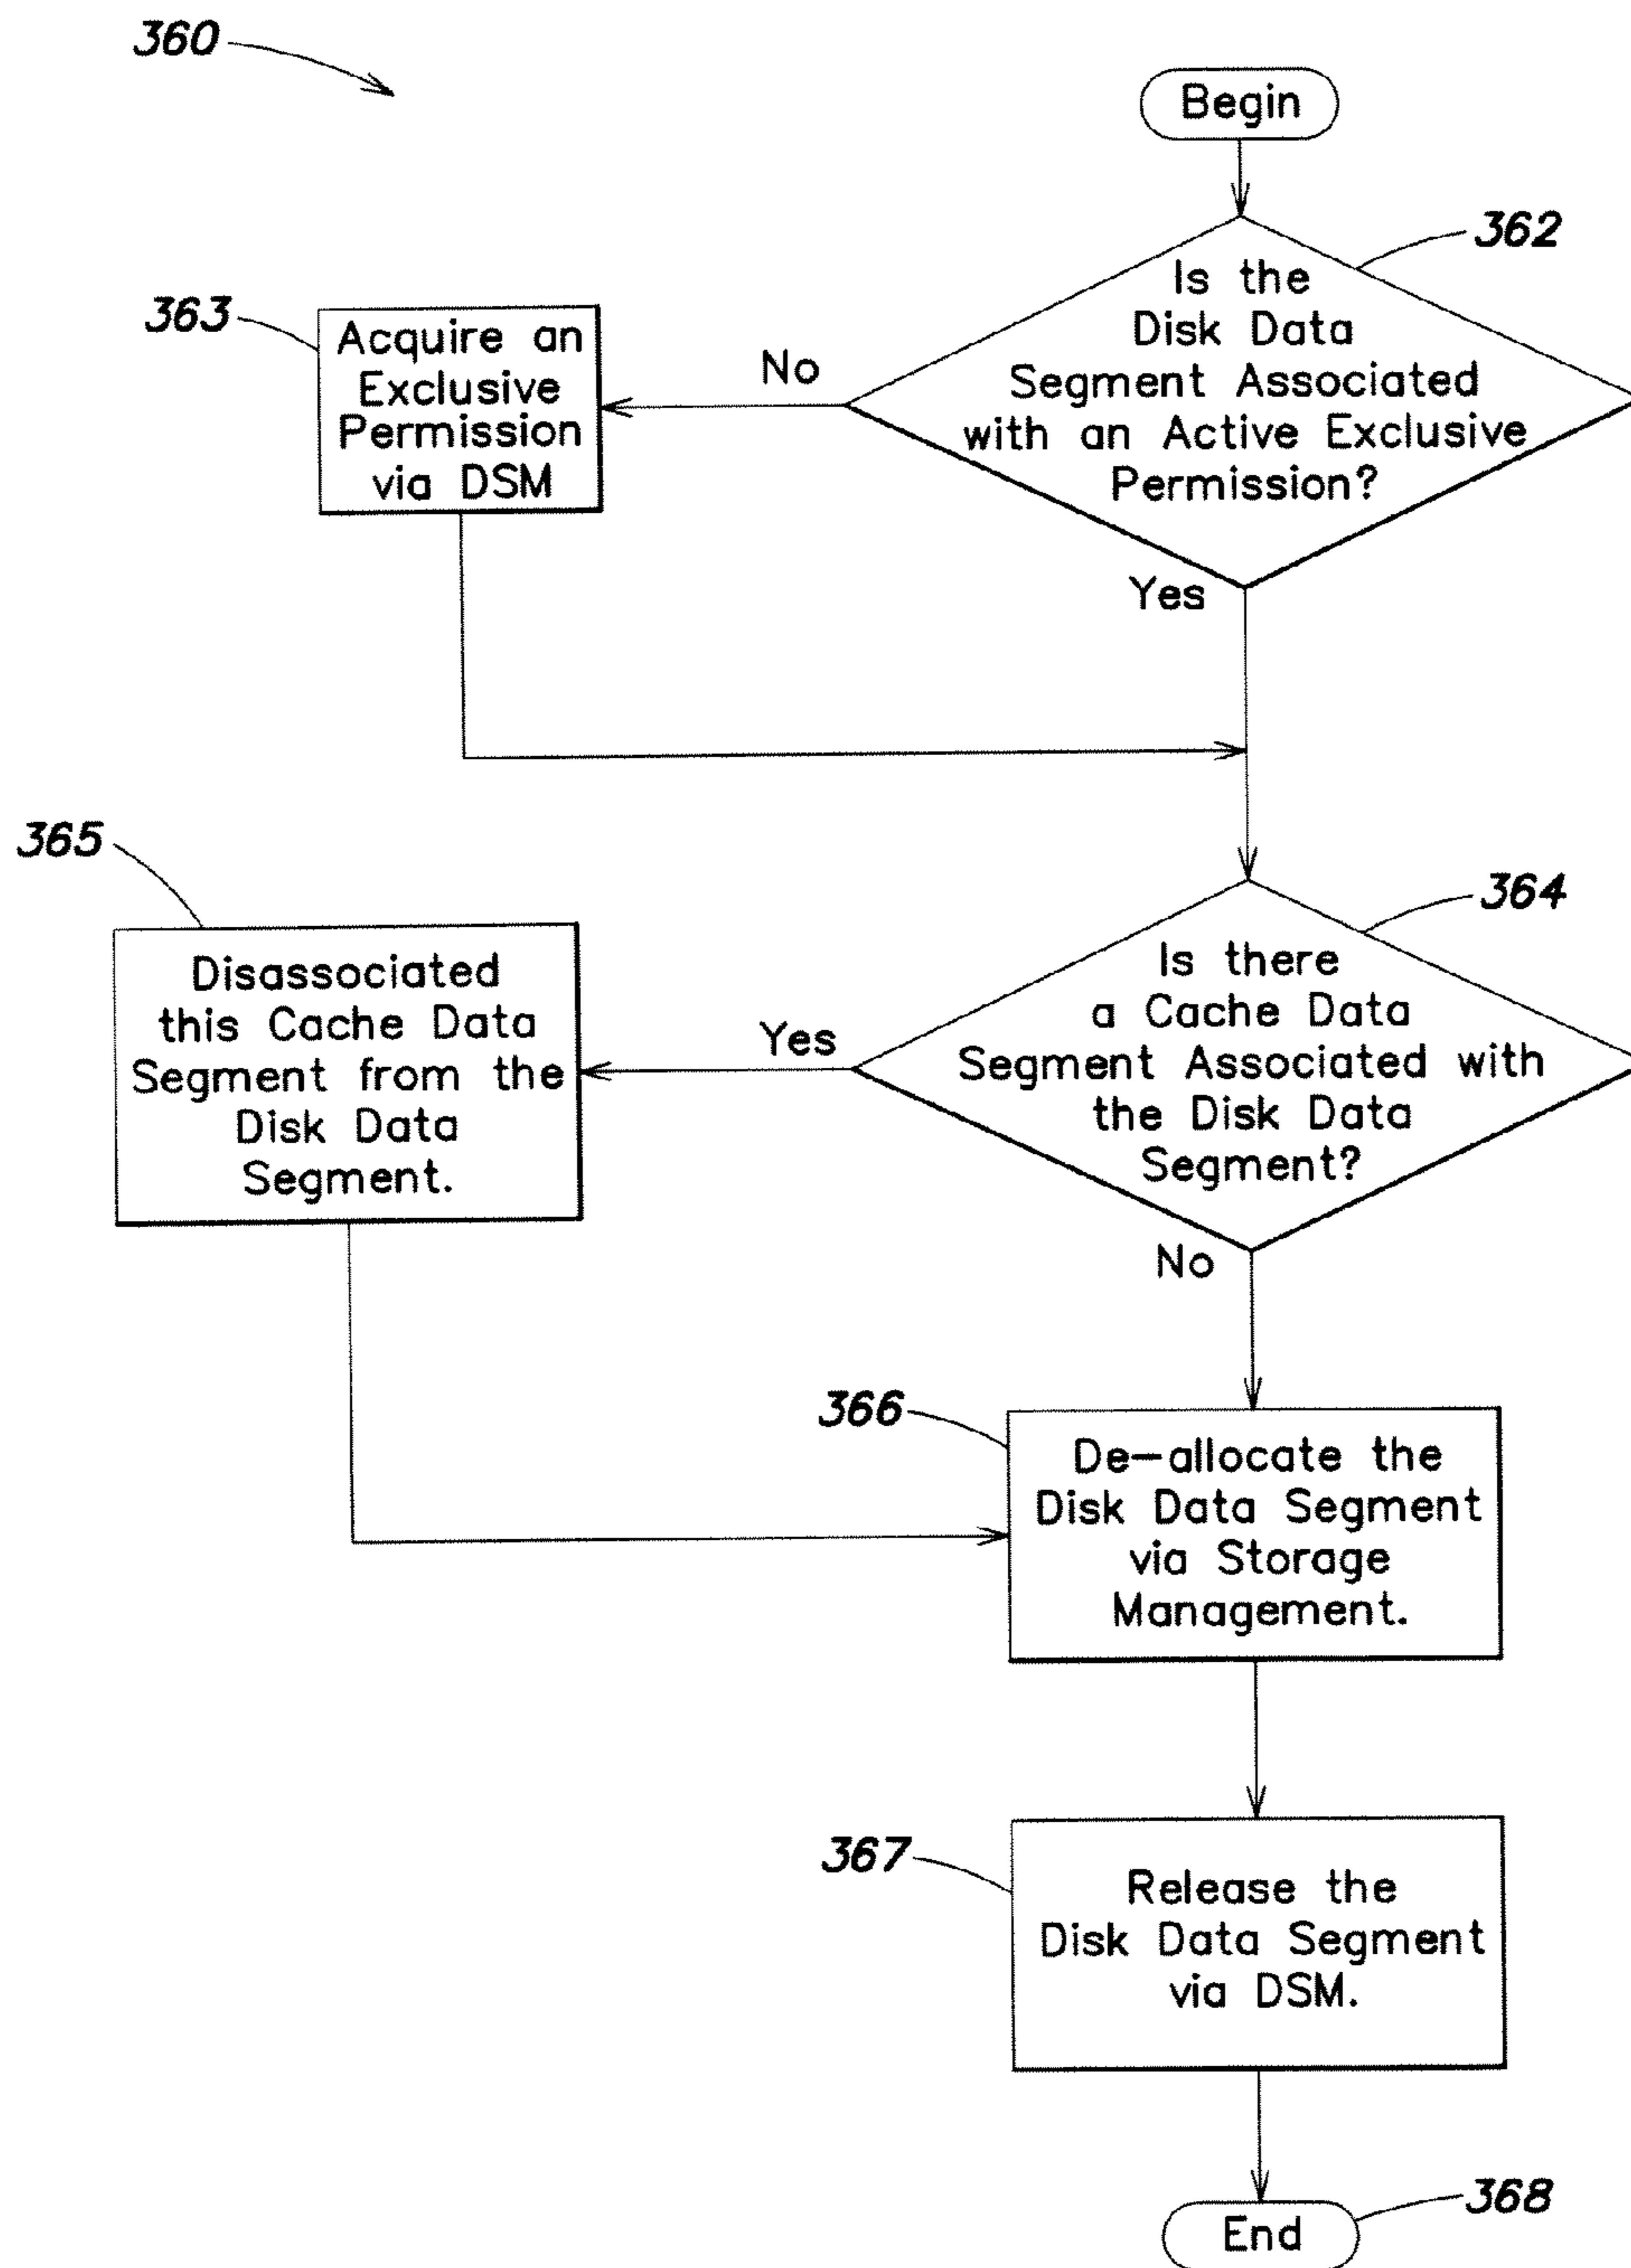 360
Begin
362
Is the
Disk Data
Segment Associated
with an Active Exclusive
Permission?
No
Yes
363
Acquire an
Exclusive
Permission
via DSM
364
Is there
a Cache Data
Segment Associated with
the Disk Data
Segment?
Yes
No
365
Disassociated
this Cache Data
Segment from the
Disk Data
Segment.
366
De-allocate the
Disk Data Segment
via Storage
Management.
367
Release the
Disk Data Segment
via DSM.
End
368